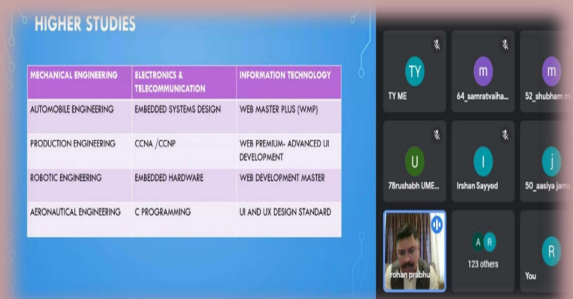 HIGHER STUDIES
MECHANICAL ENGINEERING
ELECTRONICS &
TELECOMMUNICATION
INFORMATION TECHNOLOGY
AUTOMOBILE ENGINEERING
EMBEDDED SYSTEMS DESIGN
WEB MASTER PLUS (WMP)
PRODUCTION ENGINEERING
CCNA /CCNP
WEB PREMIUM- ADVANCED UI
DEVELOPMENT
ROBOTIC ENGINEERING
EMBEDDED HARDWARE
WEB DEVELOPMENT MASTER
AERONAUTICAL ENGINEERING
C PROGRAMMING
UI AND UX DESIGN STANDARD
TY
TY ME
m
64_samratvaiha...
m
52_shubham
U
78rushabh UME...
I
Irshan Sayyed
j
50_aasiya
rohan prabhu
A R
123 others
R
You